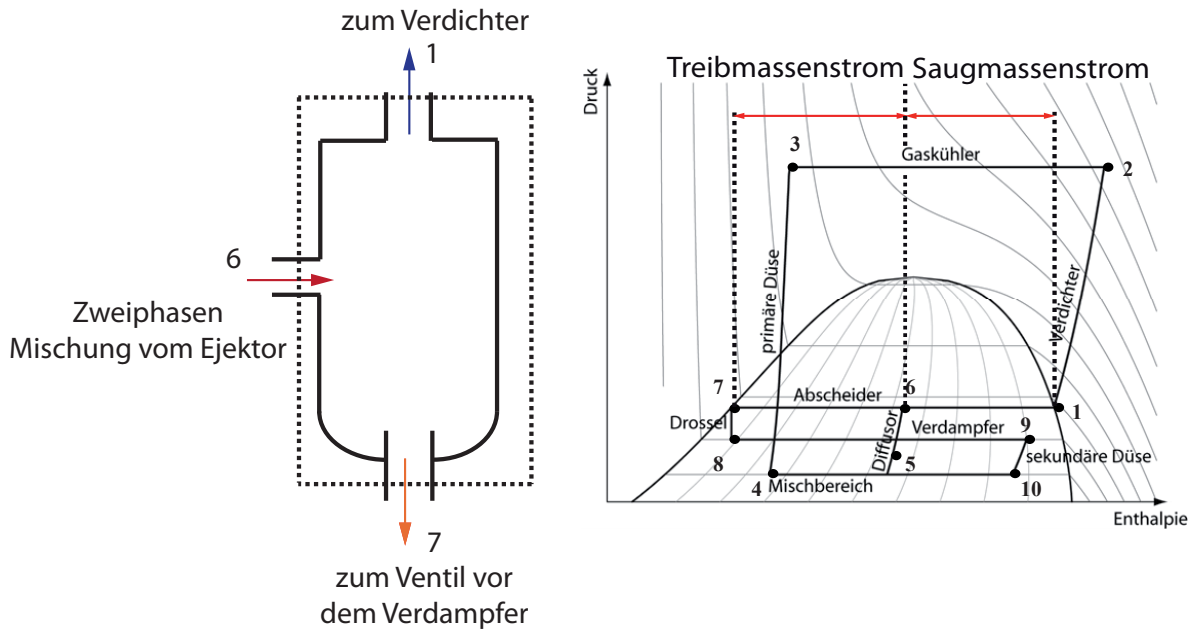 zum Verdichter
1
6
Zweiphasen
Mischung vom Ejektor
7
zum Ventil vor
dem Verdampfer
Treibmassenstrom Saugmassenstrom
Druck
3
Gaskühler
2
primäre Düse
Verdichter
7
Abscheider
6
1
Drossel
Diffusor
Verdampfer
9
8
5
sekundäre Düse
4
Mischbereich
10
Enthalpie